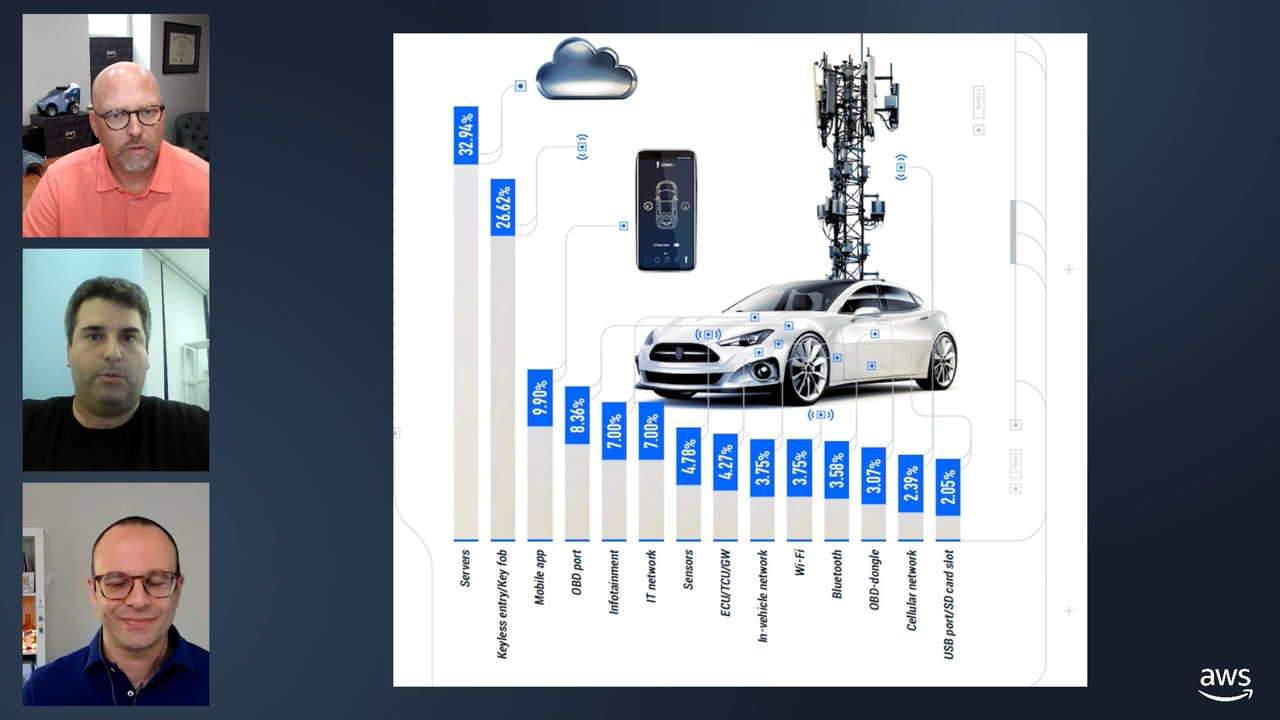 aws
aws
32.94%
26.62%
9.90%
8.36%
7.00%
7.00%
4.78%
4.27%
3.75%
3.75%
3.58%
3.07%
2.39%
2.05%
Servers
Keyless entry/Key fob
Mobile app
OBD port
Infotainment
IT network
Sensors
ECU/TCU/GW
In-vehicle network
Wi-Fi
Bluetooth
OBD-dongle
Cellular network
USB port/SD card slot
aws